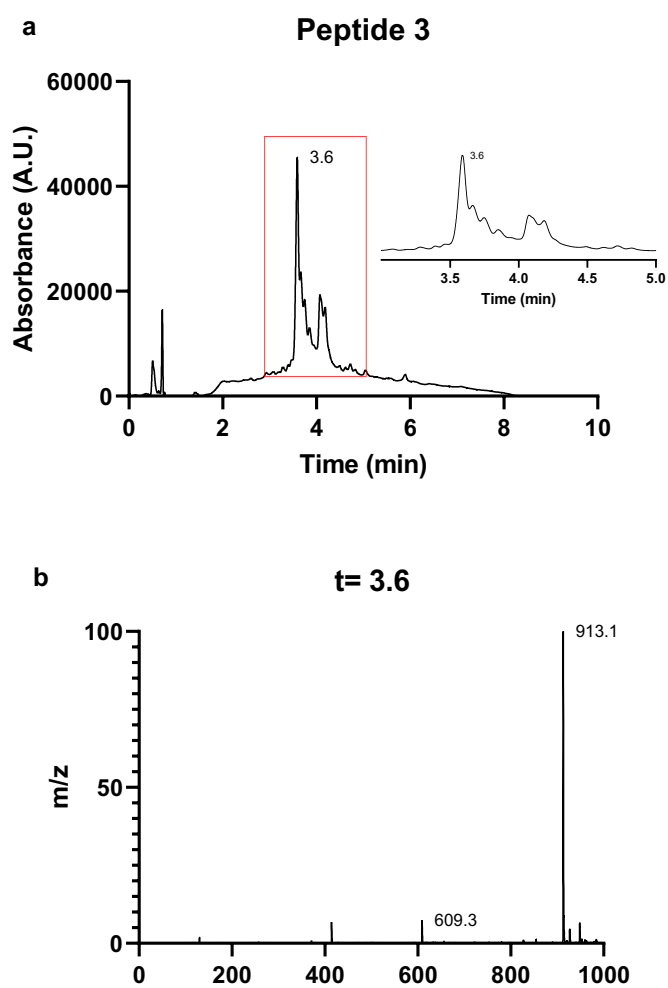 a
Peptide 3
60000
40000
20000
0
Absorbance (A.U.)
3.6
0 2 4 6 8 10
Time (min)
3.6
3.5 4.0 4.5 5.0
Time (min)
b
t= 3.6
100
50
0
m/z
913.1
609.3
0 200 400 600 800 1000